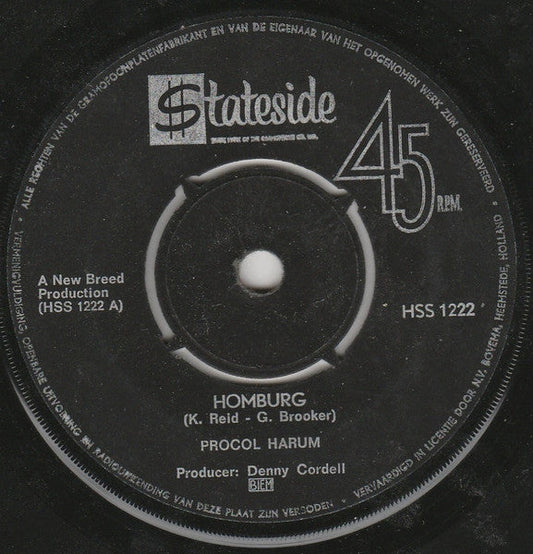 ALLE RECHTEN VAN DE GRAMOFOONPLATENFABRIKANT EN VAN DE EIGENAAR VAN HET OPGENOMEN WERK ZIJN GERESERVEERD
$tateside
TRADE MARK OF THE GRAMOPHONE CO. LTD.
45
R.P.M.
A New Breed
Production
(HSS 1222 A)
HSS 1222
HOMBURG
(K. Reid - G. Brooker)
PROCOL HARUM
Producer: Denny Cordell
BIEM
VERMENIGVULDIGING, OPENBARE UITVOERING EN RADIOUITZENDING VAN DEZE PLAAT ZIJN VERBODEN • VERVAARDIGD IN LICENTIE DOOR N.V. BOVEMA, HEEMSTEDE, HOLLAND